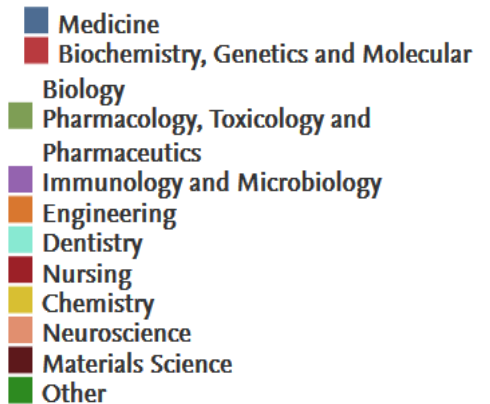 Medicine
Biochemistry, Genetics and Molecular
Biology
Pharmacology, Toxicology and
Pharmaceutics
Immunology and Microbiology
Engineering
Dentistry
Nursing
Chemistry
Neuroscience
Materials Science
Other